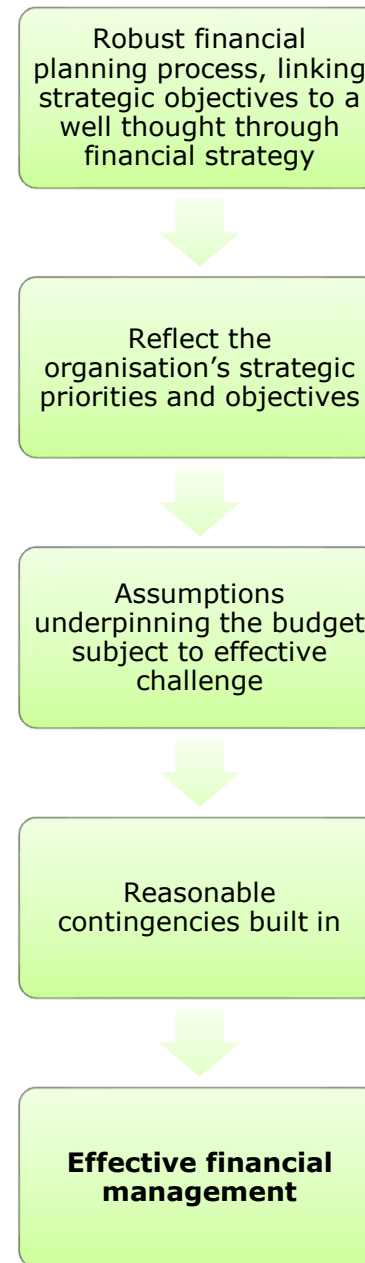 Robust financial
planning process, linking
strategic objectives to a
well thought through
financial strategy
Reflect the
organisation’s strategic
priorities and objectives
Assumptions
underpinning the budget
subject to effective
challenge
Reasonable
contingencies built in
Effective financial
management